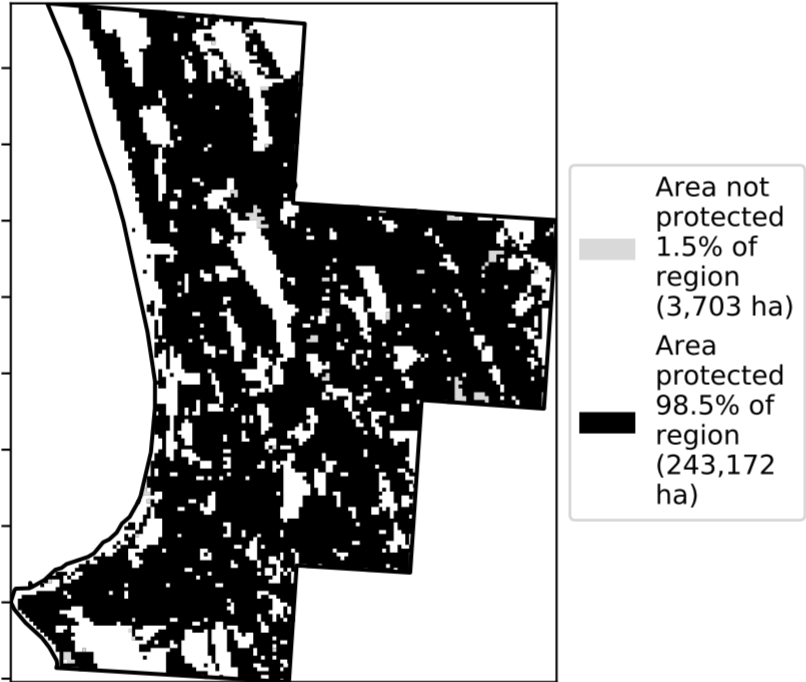 Area not
protected
1.5% of
region
(3,703 ha)
Area
protected
98.5% of
region
(243,172
ha)